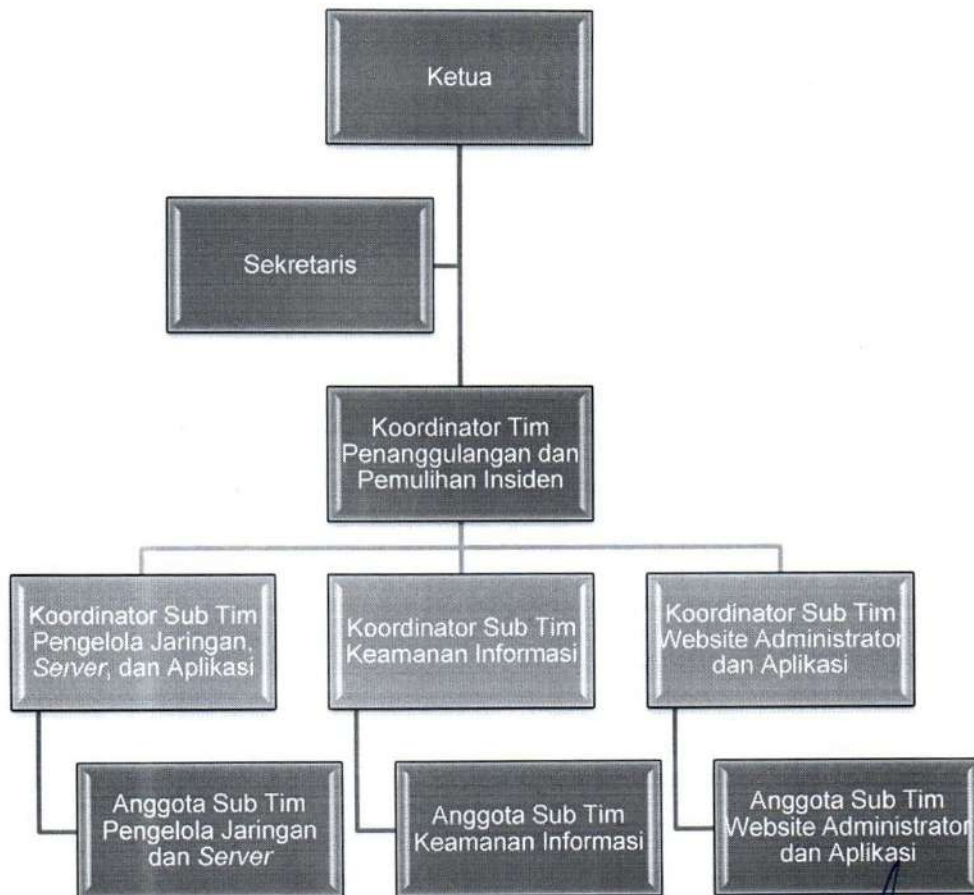 Ketua
Sekretaris
Koordinator Tim
Penanggulangan dan
Pemulihan Insiden
Koordinator Sub Tim
Pengelola Jaringan,
Server, dan Aplikasi
Koordinator Sub Tim
Keamanan Informasi
Koordinator Sub Tim
Website Administrator
dan Aplikasi
Anggota Sub Tim
Pengelola Jaringan
dan Server
Anggota Sub Tim
Keamanan Informasi
Anggota Sub Tim
Website Administrator
dan Aplikasi